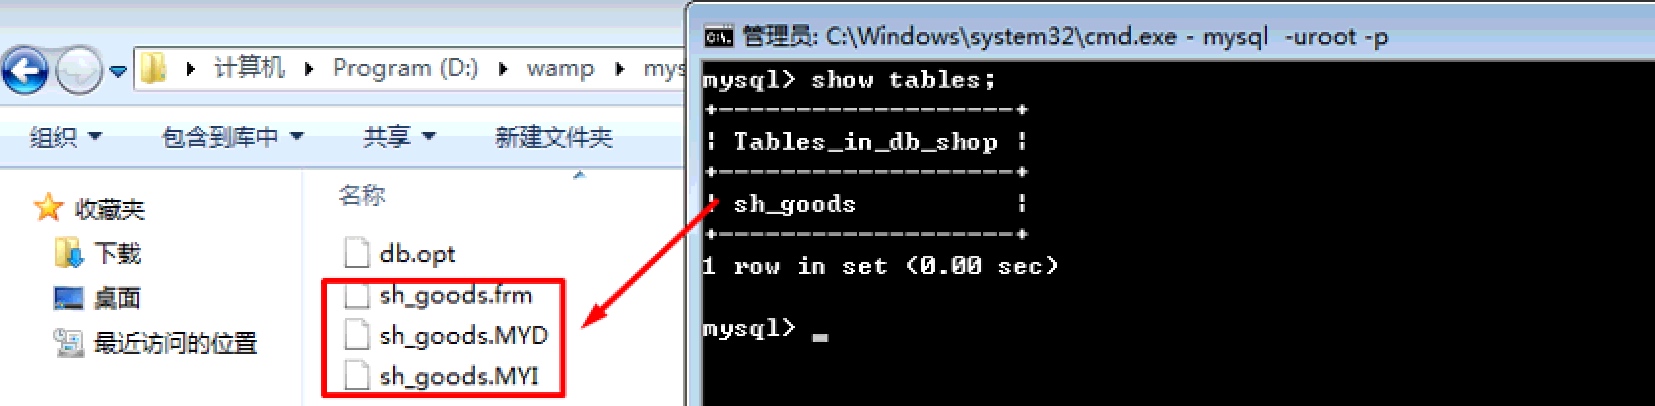 计算机 Program (D:) wamp mys
组织 包含到库中 共享 新建文件夹
收藏夹
下载
桌面
最近访问的位置
名称
db.opt
sh_goods.frm
sh_goods.MYD
sh_goods.MYI
管理员: C:\Windows\system32\cmd.exe - mysql -uroot -p
mysql> show tables;
+-------------------+
| Tables_in_db_shop |
+-------------------+
| sh_goods |
+-------------------+
1 row in set (0.00 sec)
mysql> _